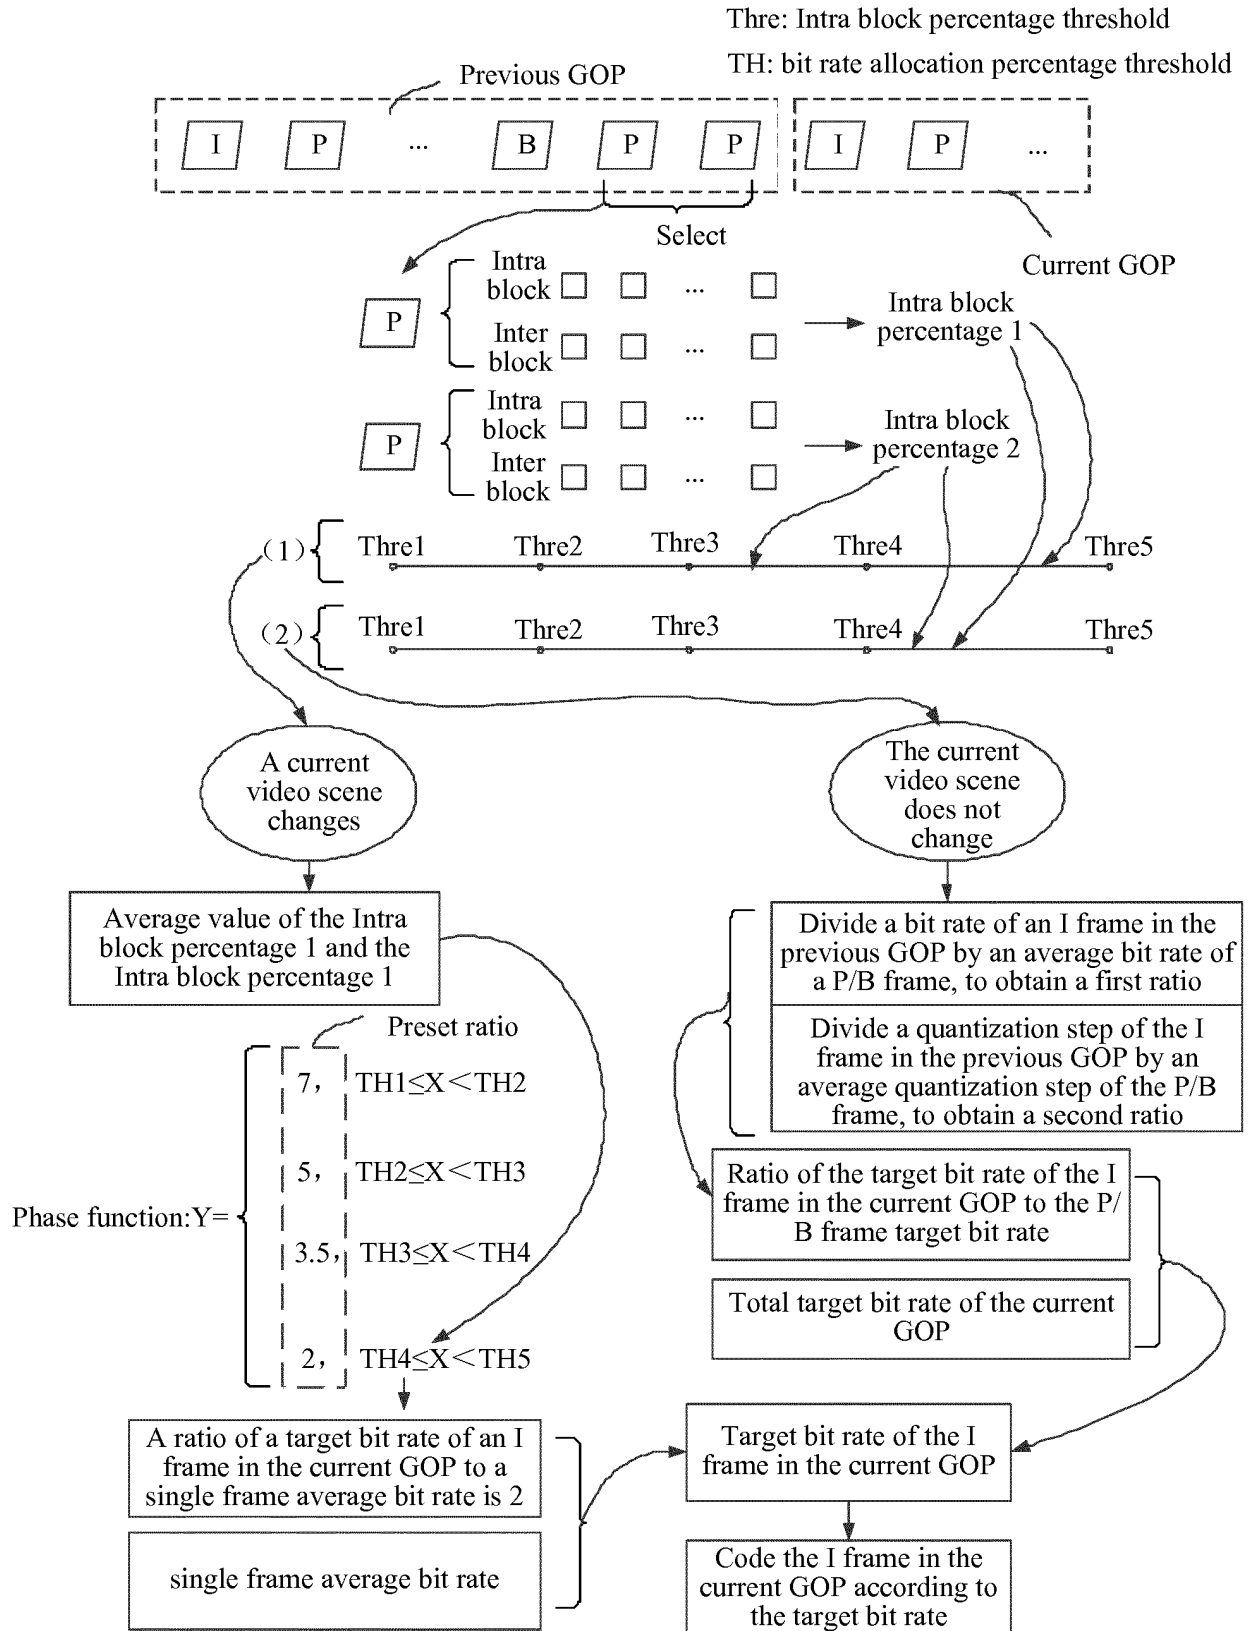 Thre: Intra block percentage threshold
TH: bit rate allocation percentage threshold
Previous GOP
I P ... B P P I P ...
Select
Current GOP
Intra
block
...
P
Inter
block
...
Intra block
percentage 1
Intra
block
...
P
Inter
block
...
Intra block
percentage 2
(1)
Thre1 Thre2 Thre3 Thre4 Thre5
(2)
Thre1 Thre2 Thre3 Thre4 Thre5
A current
video scene
changes
The current
video scene
does not
change
Average value of the Intra
block percentage 1 and the
Intra block percentage 1
Divide a bit rate of an I frame in the
previous GOP by an average bit rate of
a P/B frame, to obtain a first ratio
Divide a quantization step of the I
frame in the previous GOP by an
average quantization step of the P/B
frame, to obtain a second ratio
Preset ratio
Phase function:Y=
7, TH1≤X<TH2
5, TH2≤X<TH3
3.5, TH3≤X<TH4
2, TH4≤X<TH5
Ratio of the target bit rate of the I
frame in the current GOP to the P/
B frame target bit rate
Total target bit rate of the current
GOP
A ratio of a target bit rate of an I
frame in the current GOP to a
single frame average bit rate is 2
single frame average bit rate
Target bit rate of the I
frame in the current GOP
Code the I frame in the
current GOP according to
the target bit rate